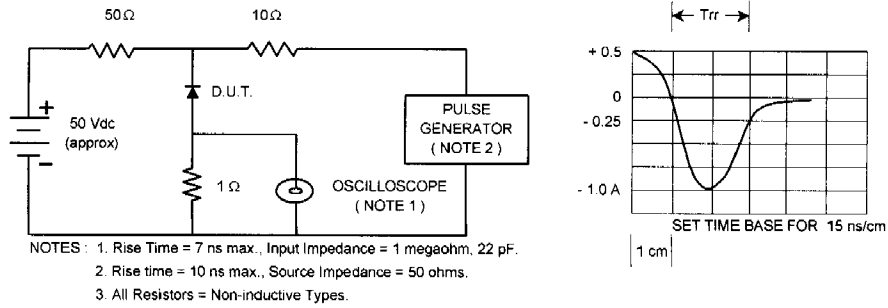 50Ω
10Ω
D.U.T.
+
50 Vdc
(approx)
-
1 Ω
OSCILLOSCOPE
( NOTE 1 )
PULSE
GENERATOR
( NOTE 2 )
NOTES : 1. Rise Time = 7 ns max., Input Impedance = 1 megaohm, 22 pF.
2. Rise time = 10 ns max., Source Impedance = 50 ohms.
3. All Resistors = Non-inductive Types.
Trr
+ 0.5
0
- 0.25
- 1.0 A
SET TIME BASE FOR 15 ns/cm
1 cm